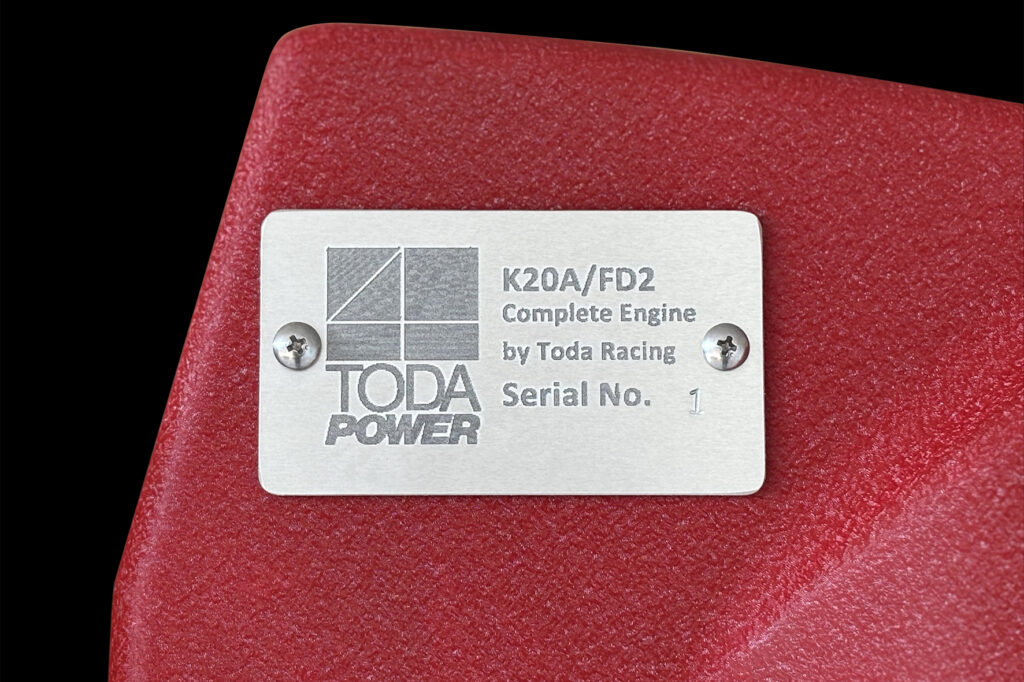 TODA
POWER
K20A/FD2
Complete Engine
by Toda Racing
Serial No. 1